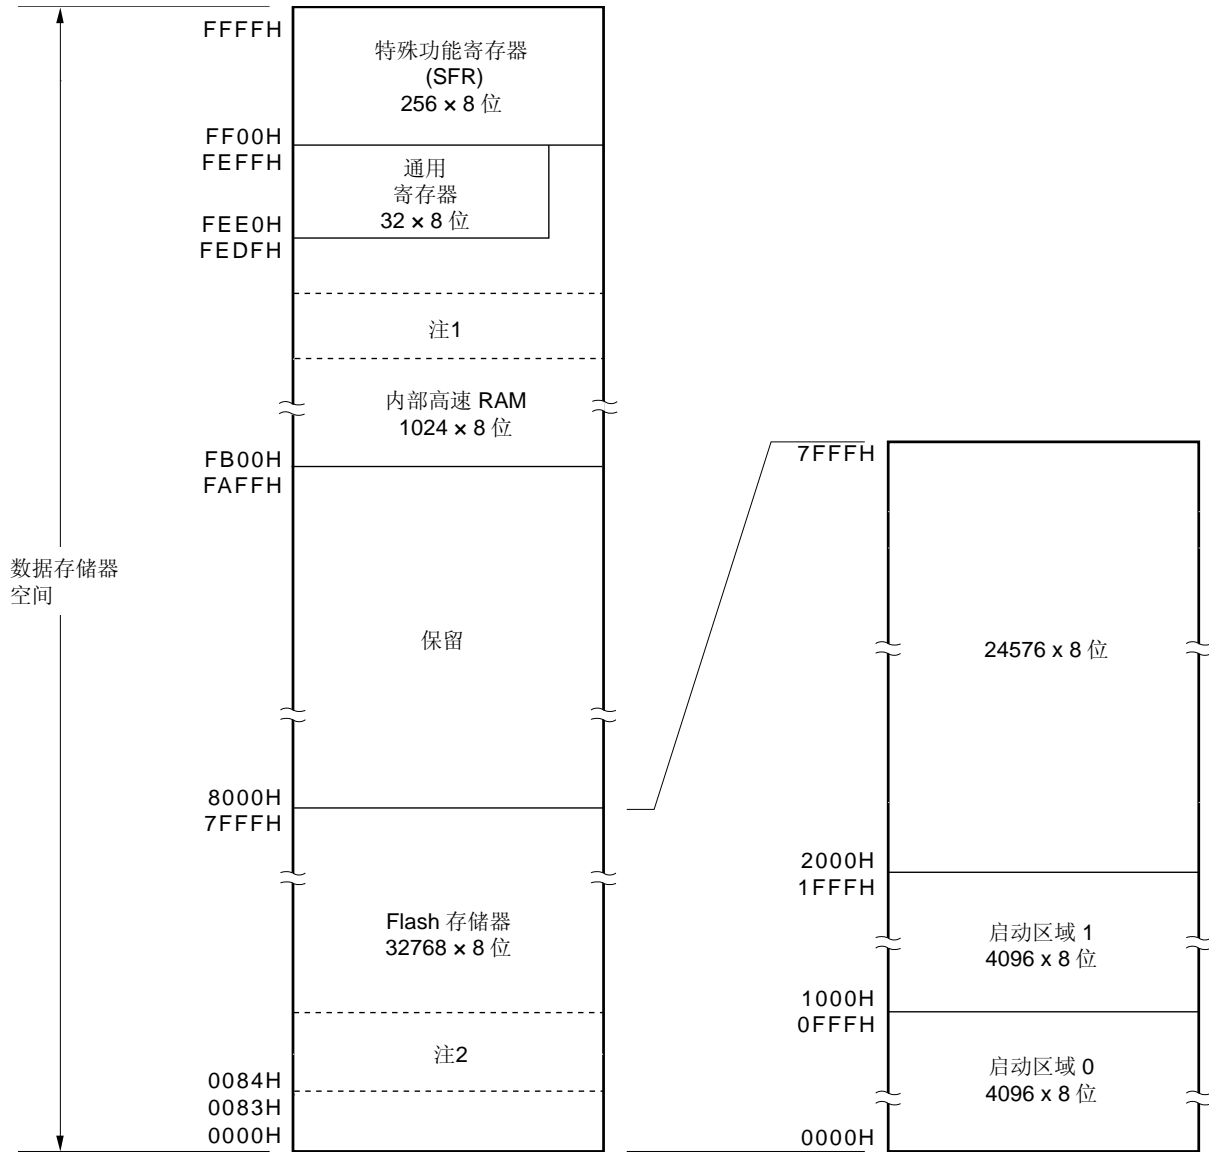 FFFFH
特殊功能寄存器
(SFR)
256 × 8 位
FF00H
FEFFH
通用
寄存器
32 × 8 位
FEE0H
FEDFH
注1
内部高速 RAM
1024 × 8 位
FB00H
FAFFH
数据存储器
空间
保留
8000H
7FFFH
Flash 存储器
32768 × 8 位
注2
0084H
0083H
0000H
7FFFH
24576 x 8 位
2000H
1FFFH
启动区域 1
4096 x 8 位
1000H
0FFFH
启动区域 0
4096 x 8 位
0000H